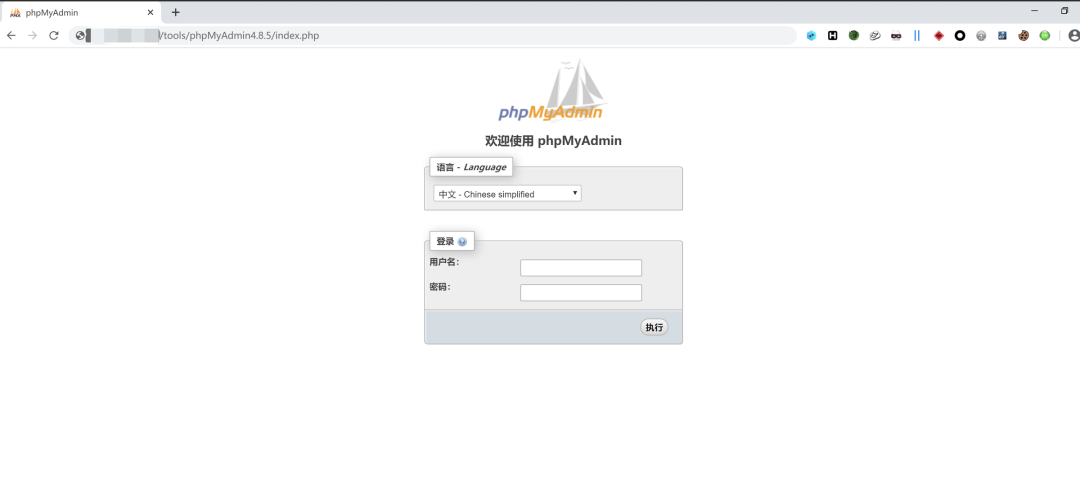 phpMyAdmin
/tools/phpMyAdmin4.8.5/index.php
phpMyAdmin
欢迎使用 phpMyAdmin
语言 - Language
中文 - Chinese simplified
登录
用户名：
密码：
执行